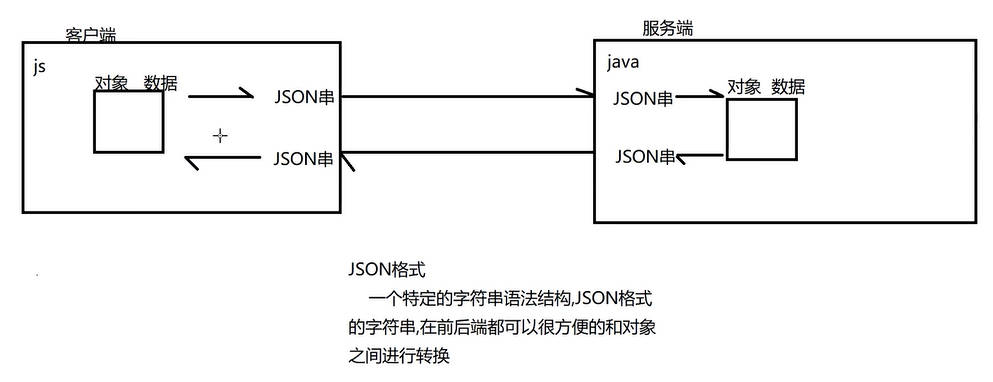 客户端
服务端
js
java
对象 数据
JSON串
JSON串
对象 数据
JSON串
JSON串
JSON格式
一个特定的字符串语法结构,JSON格式
的字符串,在前后端都可以很方便的和对象
之间进行转换